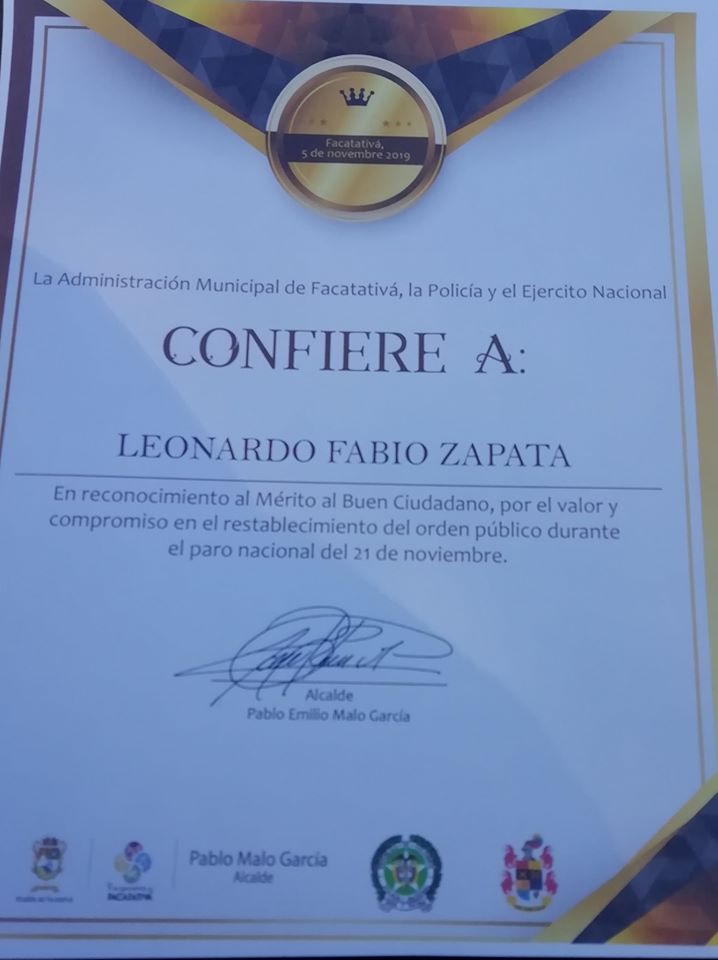 Facatativá,
5 de novembre 2019
La Administración Municipal de Facatativá, la Policía y el Ejercito Nacional
CONFIERE A:
LEONARDO FABIO ZAPATA
En reconocimiento al Mérito al Buen Ciudadano, por el valor y
compromiso en el restablecimiento del orden público durante
el paro nacional del 21 de noviembre.
Alcalde
Pablo Emilio Malo García
Pablo Malo García
Alcalde
FACATATIVÁ